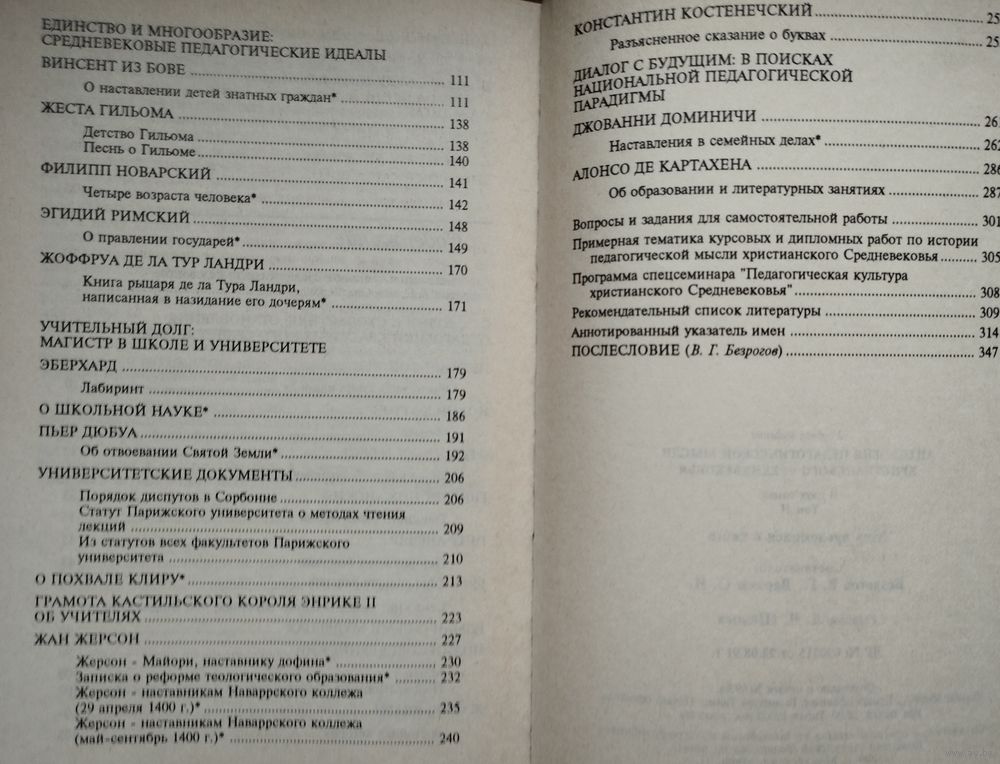 ЕДИНСТВО И МНОГООБРАЗИЕ:
СРЕДНЕВЕКОВЫЕ ПЕДАГОГИЧЕСКИЕ ИДЕАЛЫ
ВИНСЕНТ ИЗ БОВЕ ... 111
О наставлении детей знатных граждан* ... 111
ЖЕСТА ГИЛЬОМА ... 138
Детство Гильома ... 138
Песнь о Гильоме ... 140
ФИЛИПП НОВАРСКИЙ ... 141
Четыре возраста человека* ... 142
ЭГИДИЙ РИМСКИЙ ... 148
О правлении государей* ... 149
ЖОФФРУА ДЕ ЛА ТУР ЛАНДРИ ... 170
Книга рыцаря де ла Тура Ландри,
написанная в назидание его дочерям* ... 171
УЧИТЕЛЬНЫЙ ДОЛГ:
МАГИСТР В ШКОЛЕ И УНИВЕРСИТЕТЕ
ЭБЕРХАРД ... 179
Лабиринт ... 179
О ШКОЛЬНОЙ НАУКЕ* ... 186
ПЬЕР ДЮБУА ... 191
Об отвоевании Святой Земли* ... 192
УНИВЕРСИТЕТСКИЕ ДОКУМЕНТЫ ... 206
Порядок диспутов в Сорбонне ... 206
Статут Парижского университета о методах чтения
лекций ... 209
Из статутов всех факультетов Парижского
университета ... 210
О ПОХВАЛЕ КЛИРУ* ... 213
ГРАМОТА КАСТИЛЬСКОГО КОРОЛЯ ЭНРИКЕ II
ОБ УЧИТЕЛЯХ ... 223
ЖАН ЖЕРСОН ... 227
Жерсон - Майори, наставнику дофина* ... 230
Записка о реформе теологического образования* ... 232
Жерсон - наставникам Наваррского коллежа
(29 апреля 1400 г.)* ... 235
Жерсон - наставникам Наваррского коллежа
(май-сентябрь 1400 г.)* ... 240
КОНСТАНТИН КОСТЕНЕЧСКИЙ ... 25
Разъясненное сказание о буквах ... 25
ДИАЛОГ С БУДУЩИМ: В ПОИСКАХ
НАЦИОНАЛЬНОЙ ПЕДАГОГИЧЕСКОЙ
ПАРАДИГМЫ
ДЖОВАННИ ДОМИНИЧИ ... 261
Наставления в семейных делах* ... 262
АЛОНСО ДЕ КАРТАХЕНА ... 286
Об образовании и литературных занятиях ... 287
Вопросы и задания для самостоятельной работы ... 301
Примерная тематика курсовых и дипломных работ по истории
педагогической мысли христианского Средневековья ... 305
Программа спецсеминара "Педагогическая культура
христианского Средневековья" ... 308
Рекомендательный список литературы ... 309
Аннотированный указатель имен ... 314
ПОСЛЕСЛОВИЕ (В. Г. Безрогов) ... 347